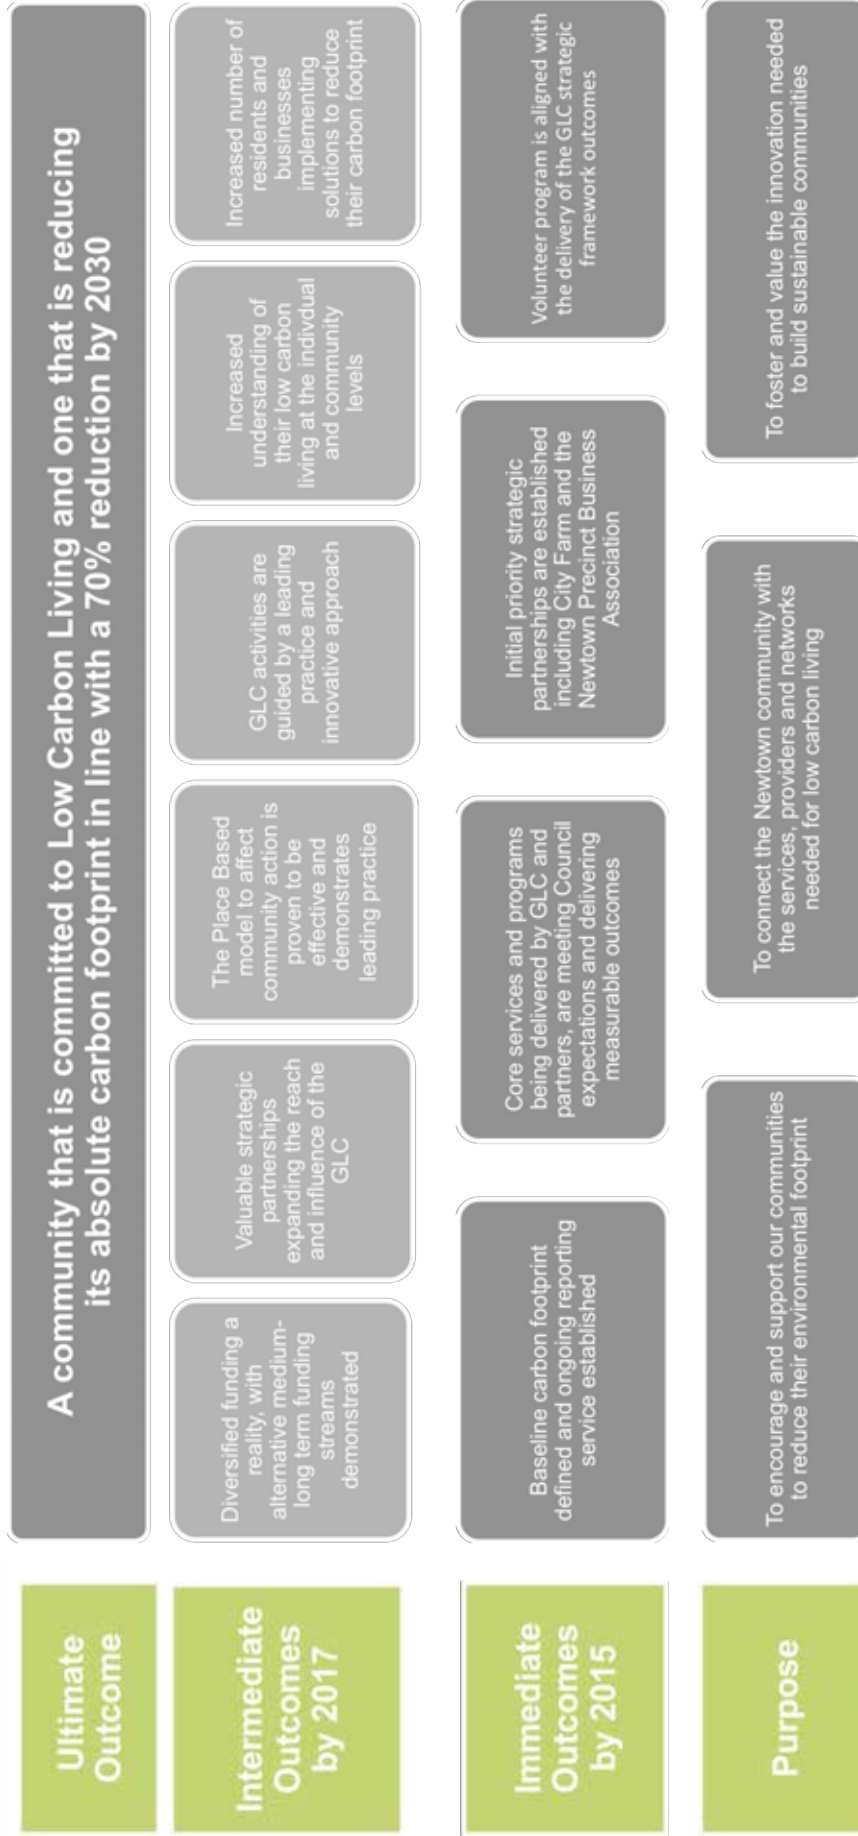 Ultimate
Outcome
A community that is committed to Low Carbon Living and one that is reducing
its absolute carbon footprint in line with a 70% reduction by 2030
Intermediate
Outcomes
by 2017
Diversified funding a
reality, with
alternative medium-
long term funding
streams
demonstrated
Valuable strategic
partnerships
expanding the reach
and influence of the
GLC
The Place Based
model to affect
community action is
proven to be
effective and
demonstrates
leading practice
GLC activities are
guided by a leading
practice and
innovative approach
Increased
understanding of
their low carbon
living at the indivdual
and community
levels
Increased number of
residents and
businesses
implementing
solutions to reduce
their carbon footprint
Immediate
Outcomes
by 2015
Baseline carbon footprint
defined and ongoing reporting
service established
Core services and programs
being delivered by GLC and
partners, are meeting Council
expectations and delivering
measurable outcomes
Initial priority strategic
partnerships are established
including City Farm and the
Newtown Precinct Business
Association
Volunteer program is aligned with
the delivery of the GLC strategic
framework outcomes
Purpose
To encourage and support our communities
to reduce their environmental footprint
To connect the Newtown community with
the services, providers and networks
needed for low carbon living
To foster and value the innovation needed
to build sustainable communities